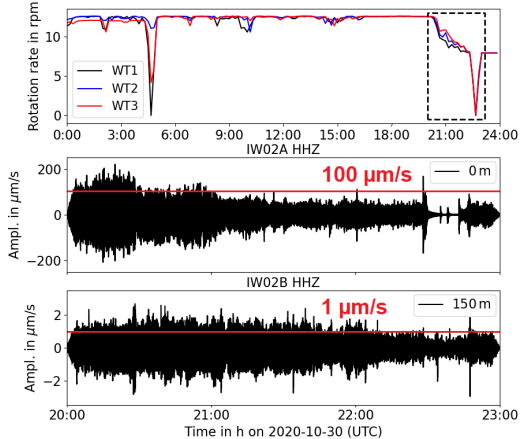 Rotation rate in rpm
10
5
0
WT1
WT2
WT3
0:00 3:00 6:00 9:00 12:00 15:00 18:00 21:00 24:00
IW02A HHZ
Ampl. in μm/s
200
0
−200
100 μm/s
0 m
IW02B HHZ
Ampl. in μm/s
2
0
−2
1 μm/s
150 m
20:00 21:00 22:00 23:00
Time in h on 2020-10-30 (UTC)